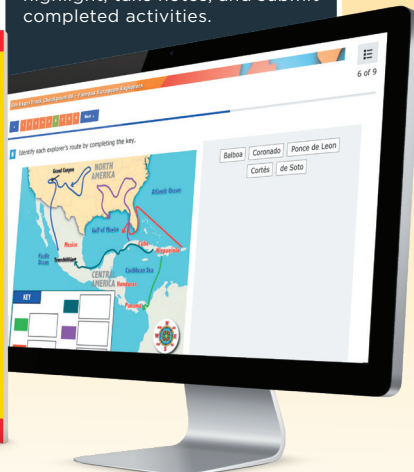 highlight, take notes, and submit
completed activities.
6 of 9
Next
Identify each explorer's route by completing the key.
Balboa
Coronado
Ponce de Leon
Cortés
de Soto
Grand Canyon
NORTH
AMERICA
Atlantic Ocean
Gulf of Mexico
Mexico
Cuba
Hispaniola
Pacific
Ocean
Tenochtitlan
Caribbean Sea
CENTRAL
AMERICA
Honduras
Panama
KEY